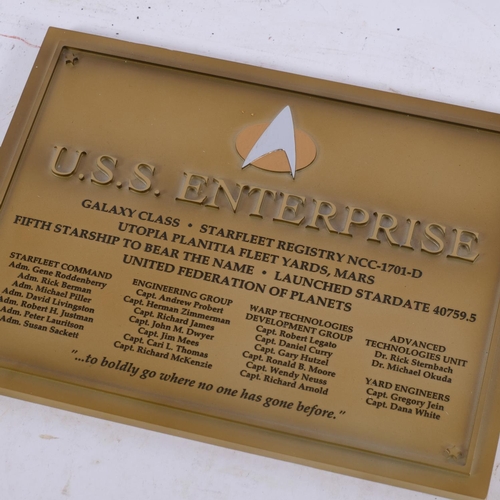 U.S.S. ENTERPRISE
GALAXY CLASS • STARFLEET REGISTRY NCC-1701-D
UTOPIA PLANITIA FLEET YARDS, MARS
FIFTH STARSHIP TO BEAR THE NAME • LAUNCHED STARDATE 40759.5
UNITED FEDERATION OF PLANETS
STARFLEET COMMAND
Adm. Gene Roddenberry
Adm. Rick Berman
Adm. Michael Piller
Adm. David Livingston
Adm. Robert H. Justman
Adm. Peter Lauritson
Adm. Susan Sackett
ENGINEERING GROUP
Capt. Andrew Probert
Capt. Herman Zimmerman
Capt. Richard James
Capt. John M. Dwyer
Capt. Jim Mees
Capt. Carl L. Thomas
Capt. Richard McKenzie
WARP TECHNOLOGIES
DEVELOPMENT GROUP
Capt. Robert Legato
Capt. Daniel Curry
Capt. Gary Hutzel
Capt. Ronald B. Moore
Capt. Wendy Neuss
Capt. Richard Arnold
ADVANCED
TECHNOLOGIES UNIT
Dr. Rick Sternbach
Dr. Michael Okuda
YARD ENGINEERS
Capt. Gregory Jein
Capt. Dana White
"...to boldly go where no one has gone before."